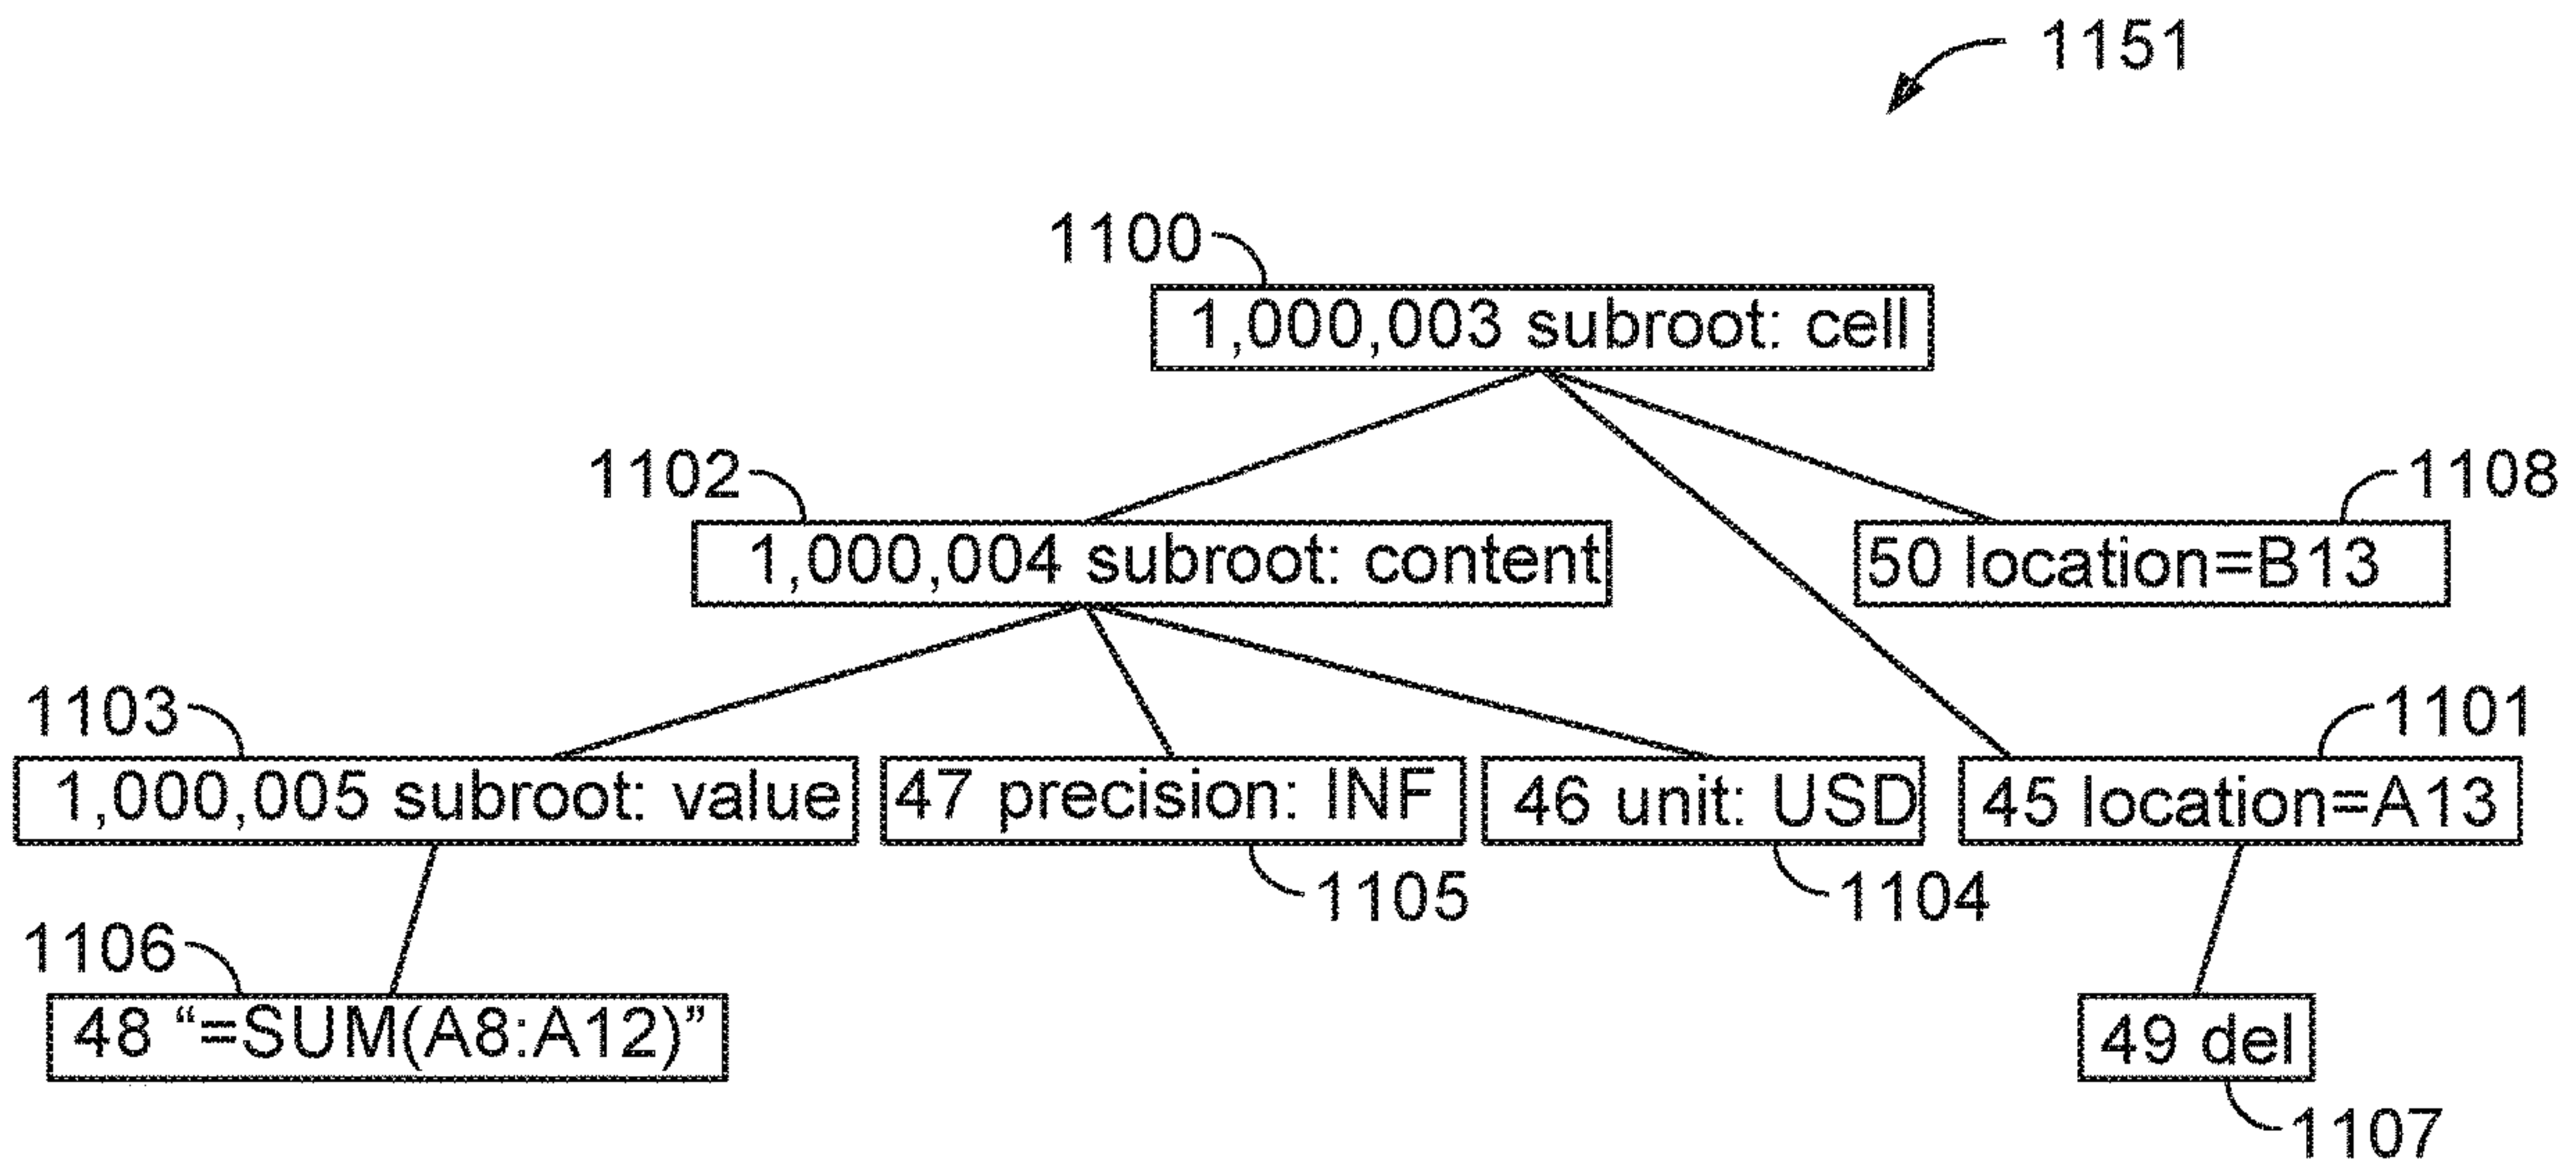 1151
1100
1,000,003 subroot: cell
1102
1108
1,000,004 subroot: content
50 location=B13
1103
1101
1,000,005 subroot: value
47 precision: INF
46 unit: USD
45 location=A13
1105
1104
1106
48 “=SUM(A8:A12)”
49 del
1107